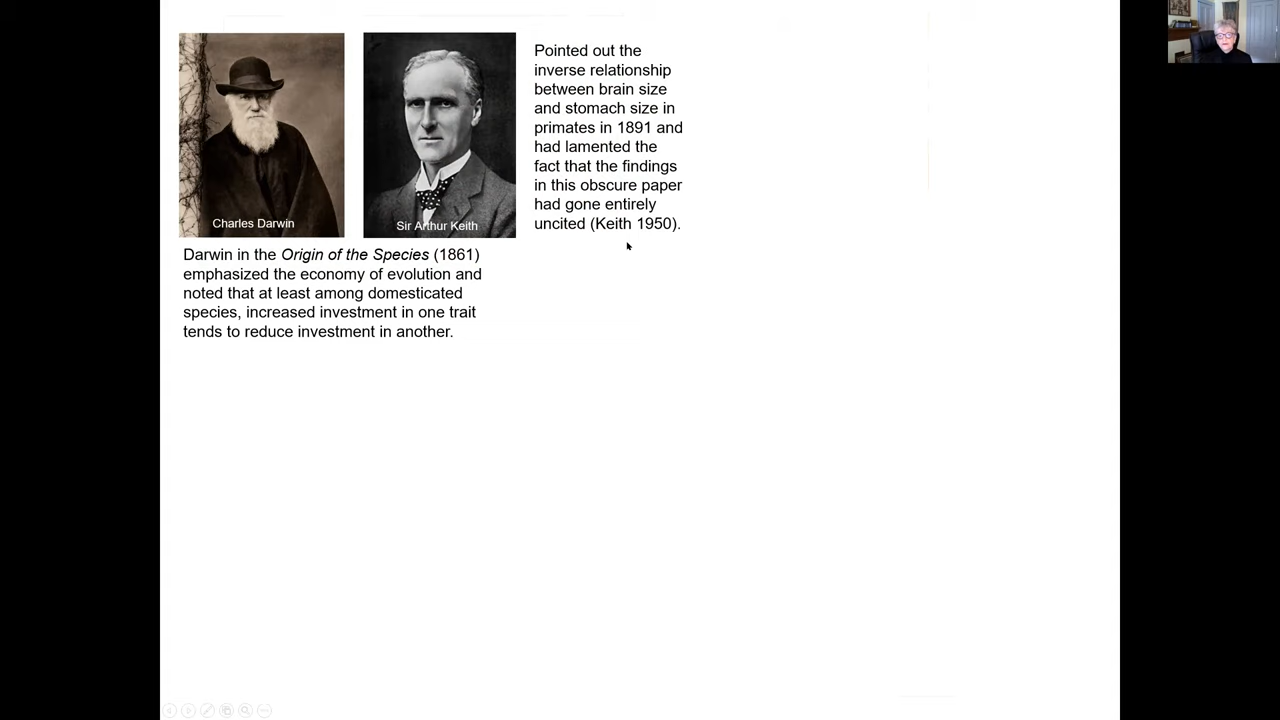 Charles Darwin
Sir Arthur Keith
Pointed out the
inverse relationship
between brain size
and stomach size in
primates in 1891 and
had lamented the
fact that the findings
in this obscure paper
had gone entirely
uncited (Keith 1950).
Darwin in the Origin of the Species (1861)
emphasized the economy of evolution and
noted that at least among domesticated
species, increased investment in one trait
tends to reduce investment in another.